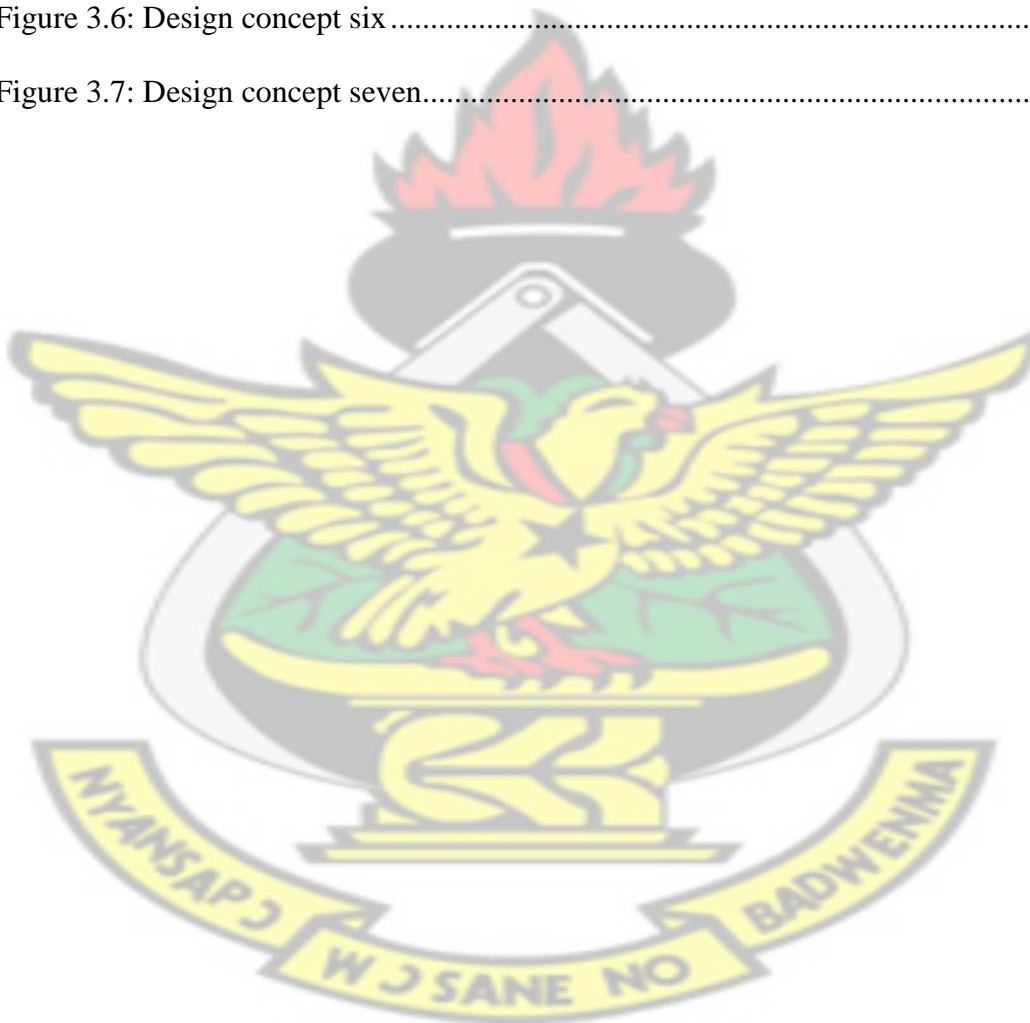 Figure 3.6: Design concept six....................................................................................
Figure 3.7: Design concept seven................................................................................
NYANSAPƆ
WƆSANE NO
BADWENMA